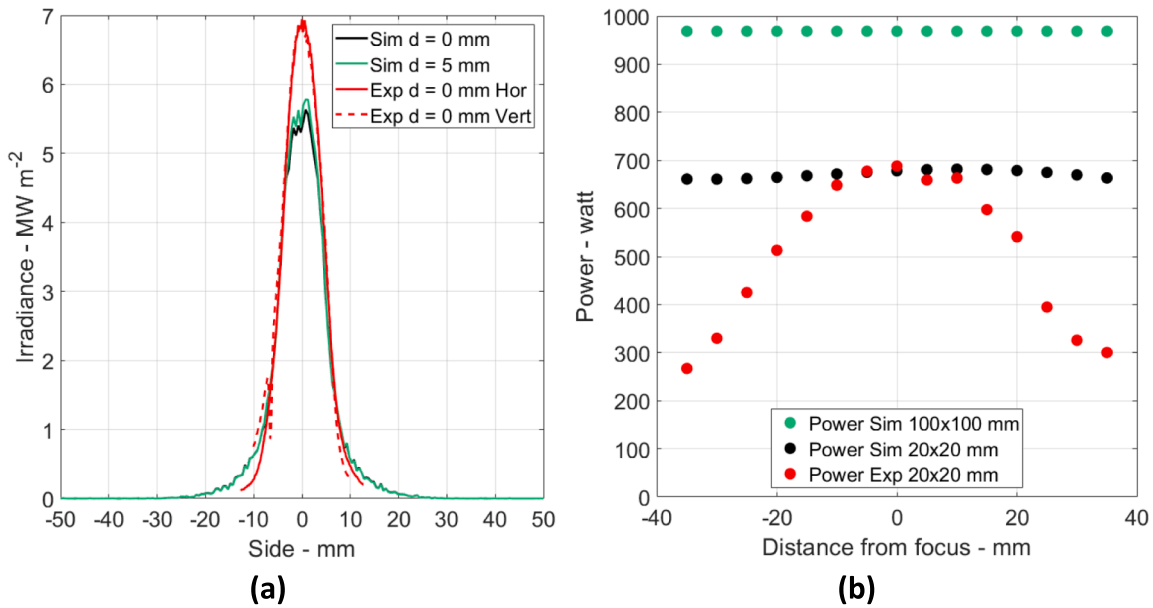 7
6
5
4
3
2
1
0
Irradiance - MW m-2
-50 -40 -30 -20 -10 0 10 20 30 40 50
Side - mm
Sim d = 0 mm
Sim d = 5 mm
Exp d = 0 mm Hor
Exp d = 0 mm Vert
(a)
1000
900
800
700
600
500
400
300
200
100
0
Power - watt
-40 -20 0 20 40
Distance from focus - mm
Power Sim 100x100 mm
Power Sim 20x20 mm
Power Exp 20x20 mm
(b)